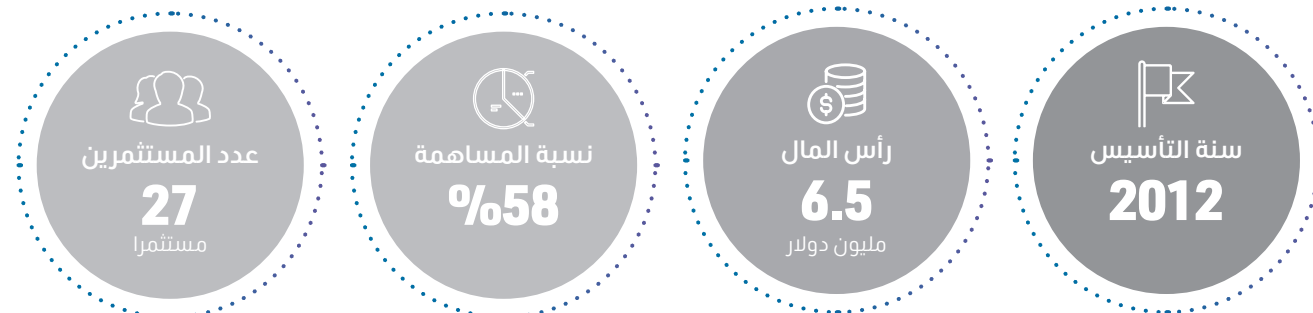 سنة التأسيس
2012
رأس المال
6.5
مليون دولار
نسبة المساهمة
%58
عدد المستثمرين
27
مستثمرا